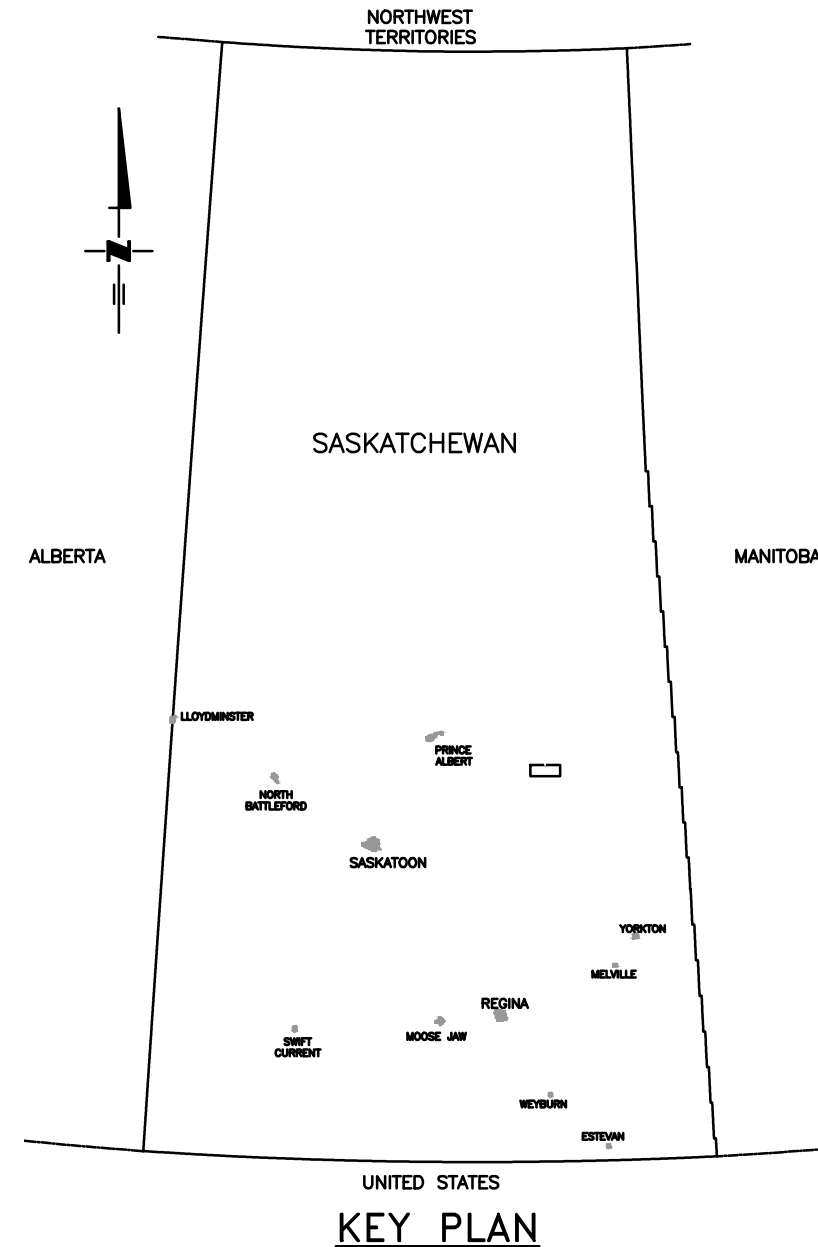 NORTHWEST
TERRITORIES
N
SASKATCHEWAN
ALBERTA
MANITOBA
LLOYDMINSTER
PRINCE
ALBERT
NORTH
BATTLEFORD
SASKATOON
YORKTON
MELVILLE
REGINA
MOOSE JAW
SWIFT
CURRENT
WEYBURN
ESTEVAN
UNITED STATES
KEY PLAN